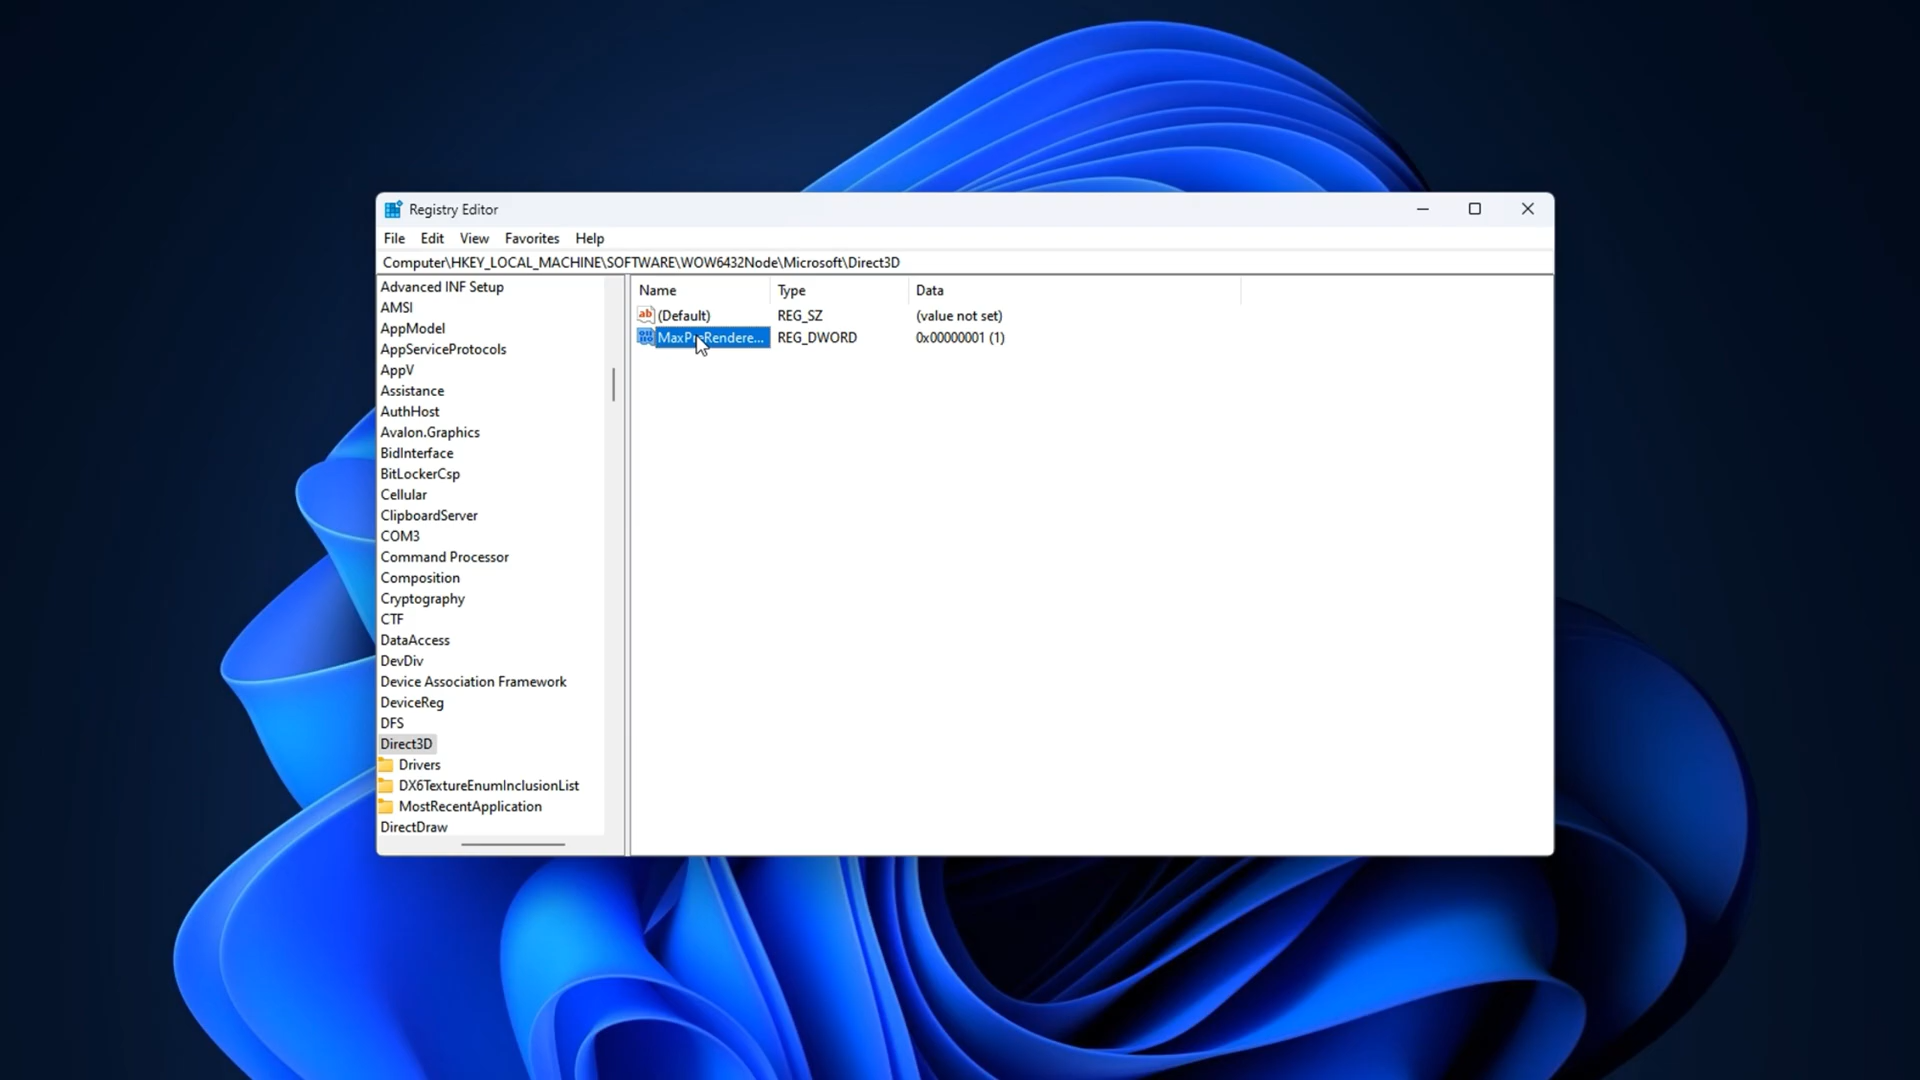 Registry Editor
File Edit View Favorites Help
Computer\HKEY_LOCAL_MACHINE\SOFTWARE\WOW6432Node\Microsoft\Direct3D
Advanced INF Setup
AMSI
AppModel
AppServiceProtocols
AppV
Assistance
AuthHost
Avalon.Graphics
BidInterface
BitLockerCsp
Cellular
ClipboardServer
COM3
Command Processor
Composition
Cryptography
CTF
DataAccess
DevDiv
Device Association Framework
DeviceReg
DFS
Direct3D
Drivers
DX6TextureEnumInclusionList
MostRecentApplication
DirectDraw
Name Type Data
(Default) REG_SZ (value not set)
MaxPreRendere... REG_DWORD 0x00000001 (1)